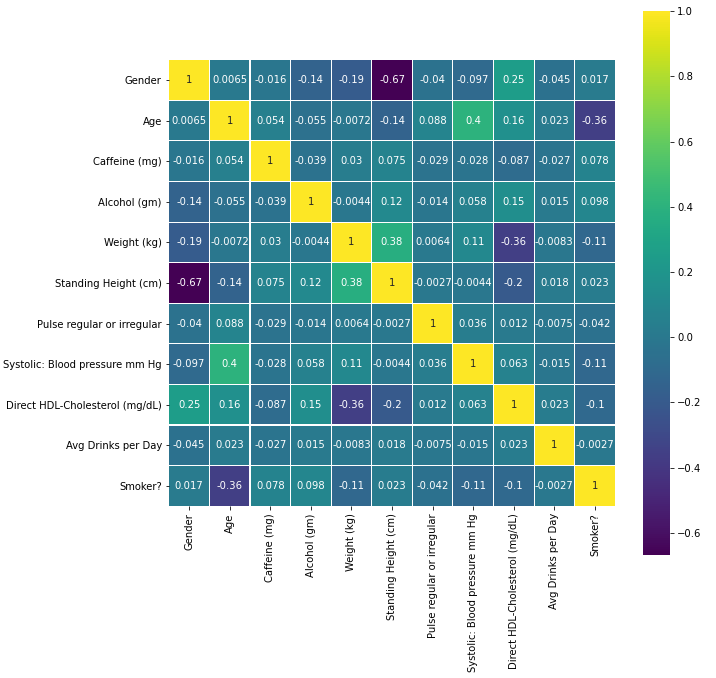 1.0
Gender 1 0.0065 -0.016 -0.14 -0.19 -0.67 -0.04 -0.097 0.25 -0.045 0.017
0.8
Age 0.0065 1 0.054 -0.055 -0.0072 -0.14 0.088 0.4 0.16 0.023 -0.36
Caffeine (mg) -0.016 0.054 1 -0.039 0.03 0.075 -0.029 -0.028 -0.087 -0.027 0.078
0.6
Alcohol (gm) -0.14 -0.055 -0.039 1 -0.0044 0.12 -0.014 0.058 0.15 0.015 0.098
0.4
Weight (kg) -0.19 -0.0072 0.03 -0.0044 1 0.38 0.0064 0.11 -0.36 -0.0083 -0.11
0.2
Standing Height (cm) -0.67 -0.14 0.075 0.12 0.38 1 -0.0027 -0.0044 -0.2 0.018 0.023
Pulse regular or irregular -0.04 0.088 -0.029 -0.014 0.0064 -0.0027 1 0.036 0.012 -0.0075 -0.042
0.0
Systolic: Blood pressure mm Hg -0.097 0.4 -0.028 0.058 0.11 -0.0044 0.036 1 0.063 -0.015 -0.11
−0.2
Direct HDL-Cholesterol (mg/dL) 0.25 0.16 -0.087 0.15 -0.36 -0.2 0.012 0.063 1 0.023 -0.1
Avg Drinks per Day -0.045 0.023 -0.027 0.015 -0.0083 0.018 -0.0075 -0.015 0.023 1 -0.0027
−0.4
Smoker? 0.017 -0.36 0.078 0.098 -0.11 0.023 -0.042 -0.11 -0.1 -0.0027 1
−0.6
Gender
Age
Caffeine (mg)
Alcohol (gm)
Weight (kg)
Standing Height (cm)
Pulse regular or irregular
Systolic: Blood pressure mm Hg
Direct HDL-Cholesterol (mg/dL)
Avg Drinks per Day
Smoker?